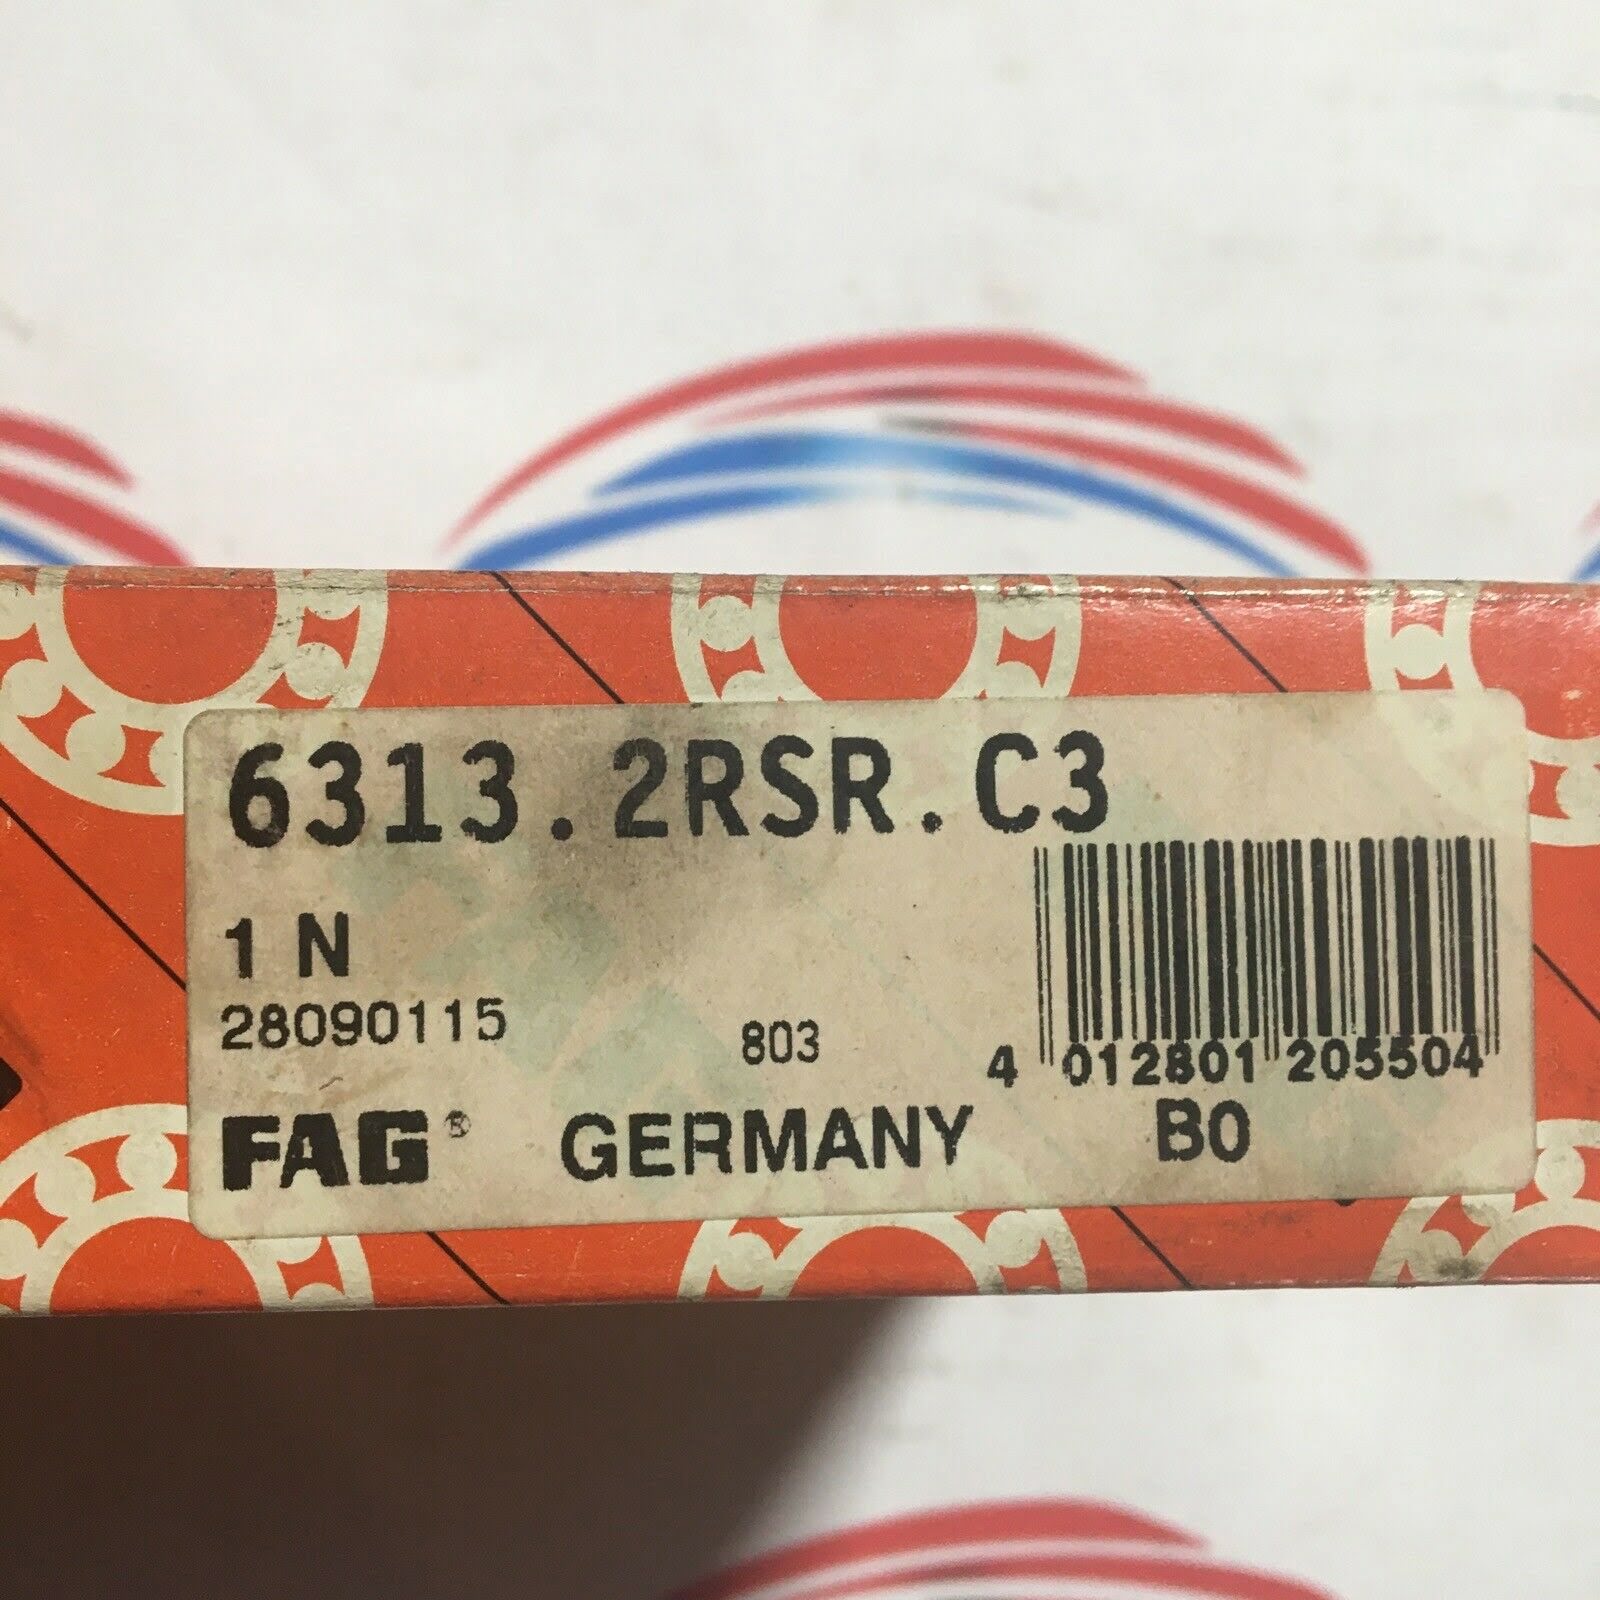 6313.2RSR.C3
1 N
28090115
803
4 012801 205504
FAG® GERMANY B0